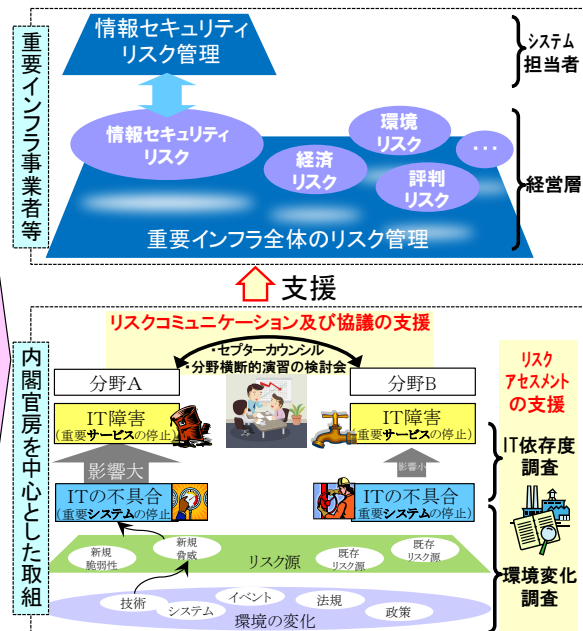 重要インフラ事業者等
情報セキュリティ
リスク管理
システム
担当者
情報セキュリティ
リスク
経済
リスク
環境
リスク
評判
リスク
・・・
経営層
重要インフラ全体のリスク管理
支援
内閣官房を中心とした取組
リスクコミュニケーション及び協議の支援
・セプターカウンシル
・分野横断的演習の検討会
分野A
分野B
リスク
アセスメント
の支援
IT障害
(重要サービスの停止)
IT障害
(重要サービスの停止)
影響大
影響小
IT依存度
調査
ITの不具合
(重要システムの停止)
ITの不具合
(重要システムの停止)
新規
脆弱性
新規
脅威
リスク源
既存
リスク源
既存
リスク源
環境変化
調査
技術
システム
イベント
法規
政策
環境の変化